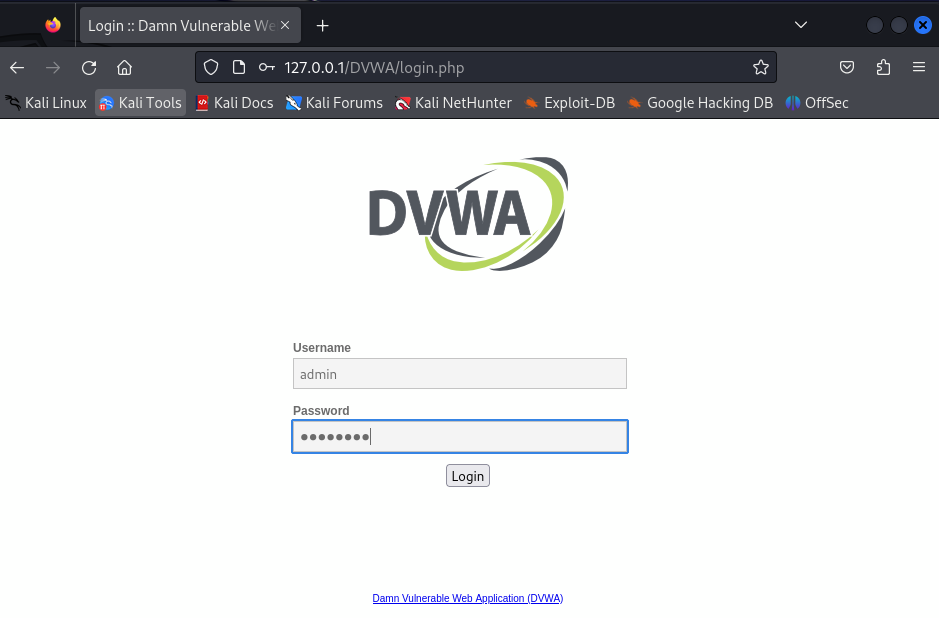 Login :: Damn Vulnerable We
127.0.0.1/DVWA/login.php
Kali Linux Kali Tools Kali Docs Kali Forums Kali NetHunter Exploit-DB Google Hacking DB OffSec
DVWA
Username
admin
Password
••••••••
Login
Damn Vulnerable Web Application (DVWA)